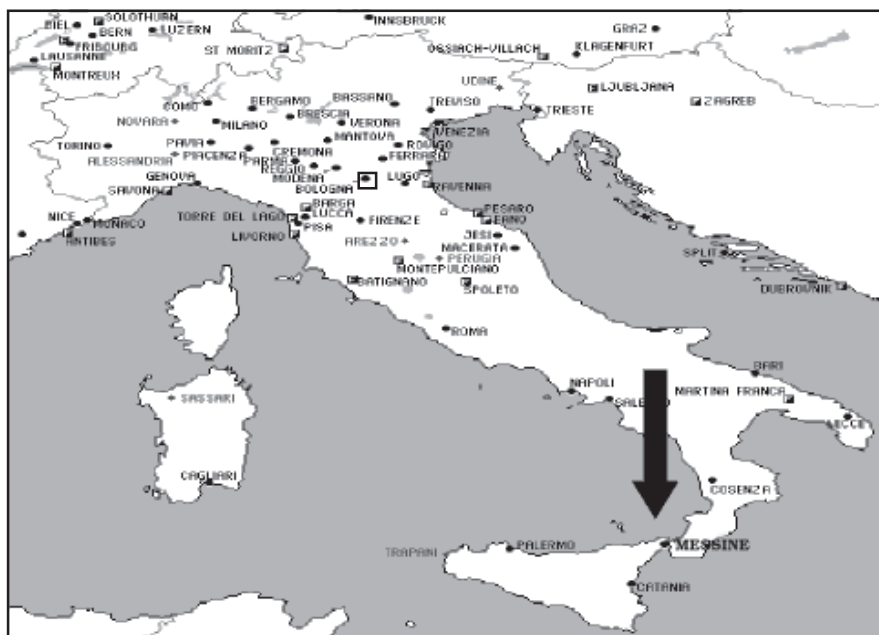 SOLOTHURN
INNSBRUCK
BIEL
LUZERN
GRAZ
BERN
FRIBOURG
ST MORITZ
OSSIACH-VILLACH
KLAGENFURT
LAUSANNE
MONTREUX
UDINE
LJUBLJANA
COMO
BERGAMO
BASSANO
TREVISO
TRIESTE
ZAGREB
NOVARA
MILANO
BRESCIA
VERONA
VENEZIA
TORINO
PAVIA
MANTOVA
ROVIGO
ALESSANDRIA
PIACENZA
CREMONA
FERRARA
PARMA
REGGIO
GENOVA
MODENA
LUGO
SAVONA
BOLOGNA
RAVENNA
BARGA
PESARO
NICE
MONACO
TORRE DEL LAGO
LUCCA
FIRENZE
FANO
ANTIBES
LIVORNO
PISA
JESI
AREZZO
MACERATA
PERUGIA
SPLIT
MONTEPULCIANO
BATIGNANO
SPOLETO
DUBROVNIK
ROMA
BARI
NAPOLI
MARTINA FRANCA
SASSARI
SALERNO
LECCE
CAGLIARI
COSENZA
TRAPANI
PALERMO
MESSINE
CATANIA